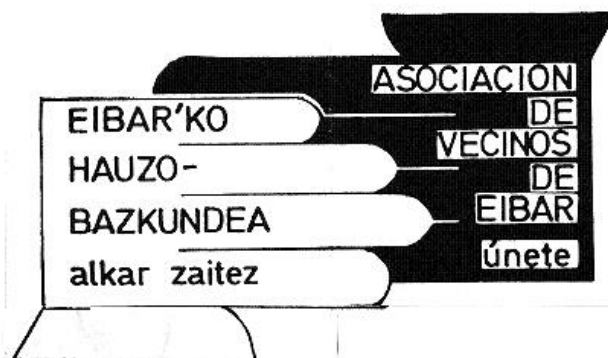 EIBAR'KO
HAUZO-
BAZKUNDEA
alkar zaitez
ASOCIACION
DE
VECINOS
DE
EIBAR
únete